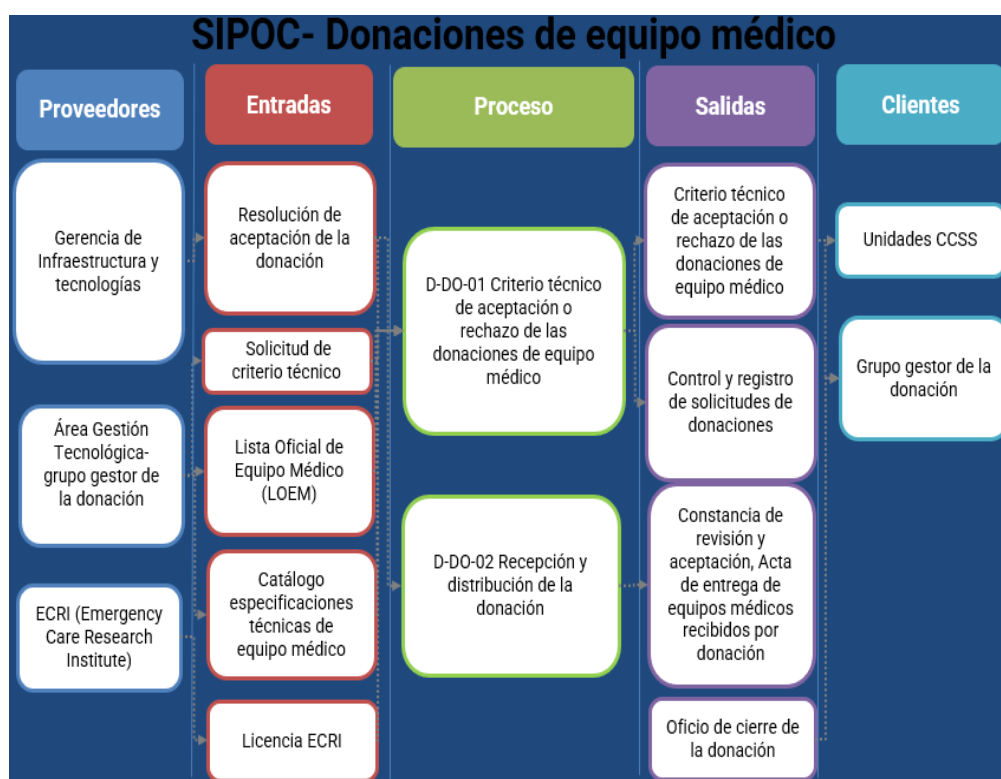 SIPOC- Donaciones de equipo médico
Proveedores
Entradas
Proceso
Salidas
Clientes
Gerencia de
Infraestructura y
tecnologías
Área Gestión
Tecnológica-
grupo gestor de
la donación
ECRI (Emergency
Care Research
Institute)
Resolución de
aceptación de la
donación
Solicitud de
criterio técnico
Lista Oficial de
Equipo Médico
(LOEM)
Catálogo
especificaciones
técnicas de
equipo médico
Licencia ECRI
D-DO-01 Criterio técnico
de aceptación o
rechazo de las
donaciones de equipo
médico
D-DO-02 Recepción y
distribución de la
donación
Criterio técnico
de aceptación o
rechazo de las
donaciones de
equipo médico
Control y registro
de solicitudes de
donaciones
Constancia de
revisión y
aceptación, Acta
de entrega de
equipos médicos
recibidos por
donación
Oficio de cierre de
la donación
Unidades CCSS
Grupo gestor de la
donación